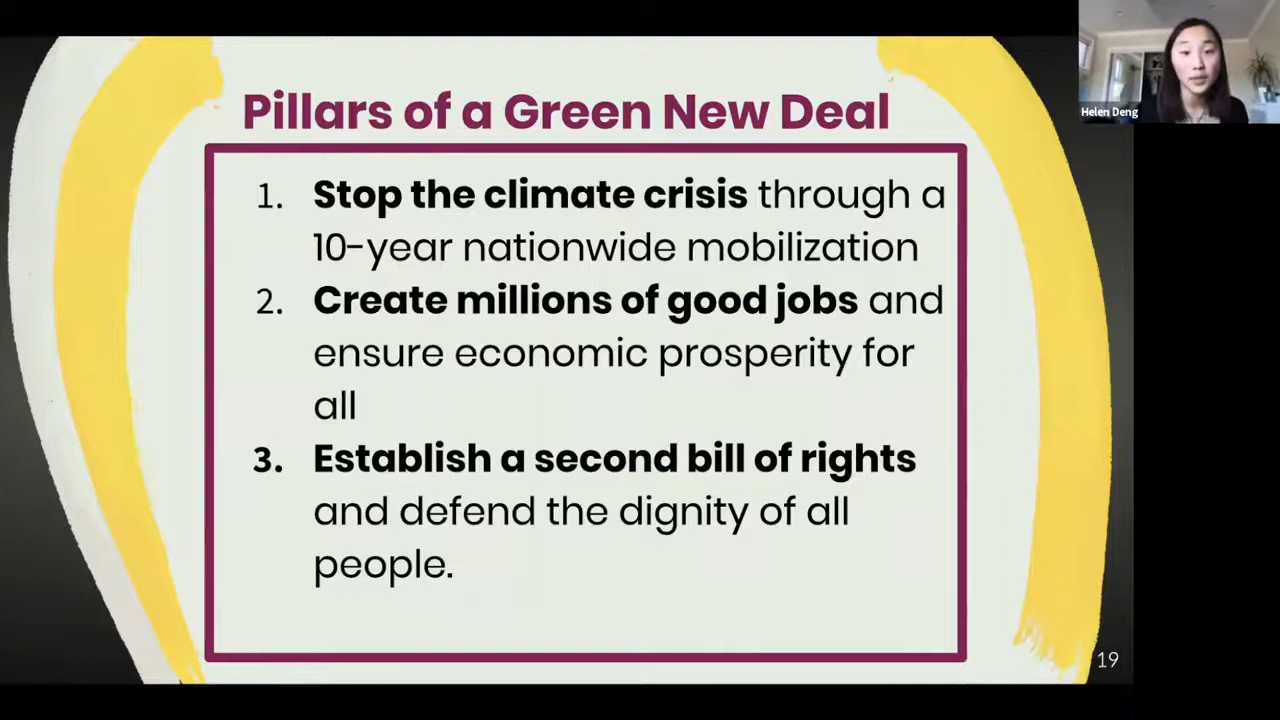 Pillars of a Green New Deal
1. Stop the climate crisis through a
10-year nationwide mobilization
2. Create millions of good jobs and
ensure economic prosperity for
all
3. Establish a second bill of rights
and defend the dignity of all
people.
19
Helen Deng